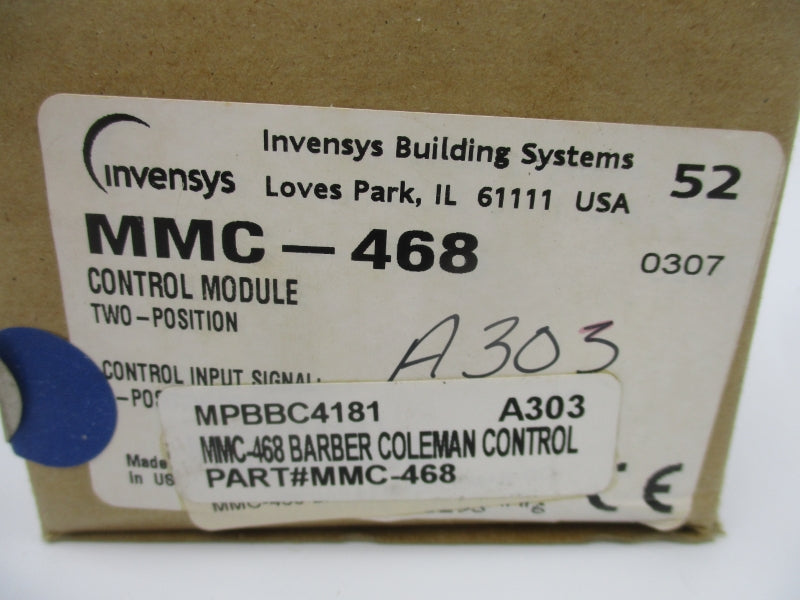 invensys
Invensys Building Systems
Loves Park, IL 61111 USA
52
MMC-468
0307
CONTROL MODULE
TWO-POSITION
A303
CONTROL INPUT SIGNAL:
Made
in US
MPBBC4181 A303
MMC-468 BARBER COLEMAN CONTROL
PART#MMC-468
CE